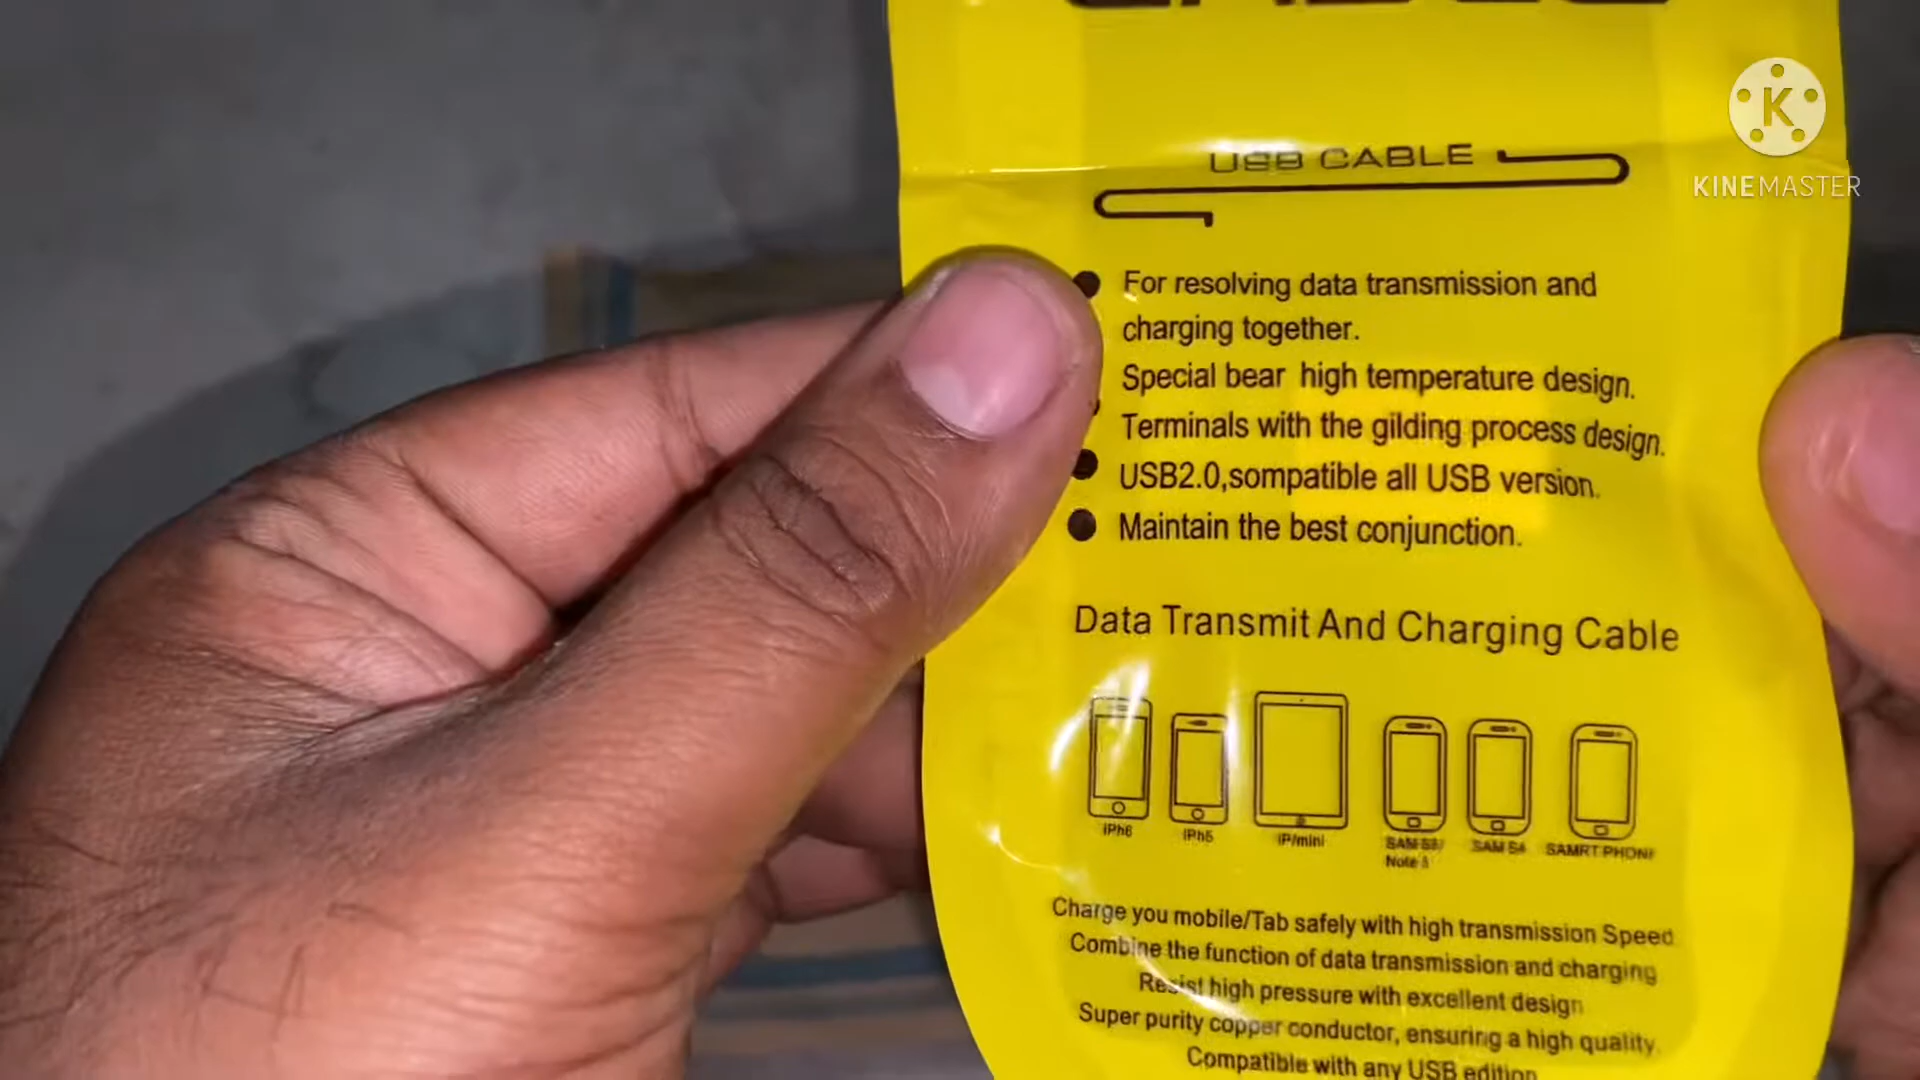 USB CABLE
K
KINEMASTER
For resolving data transmission and
charging together.
Special bear high temperature design.
Terminals with the gilding process design.
USB2.0,sompatible all USB version.
Maintain the best conjunction.
Data Transmit And Charging Cable
iPh6 iPh5 iP/mini SAM S3/ SAM S4 SAMRT PHONE
Note
Charge you mobile/Tab safely with high transmission Speed
Combine the function of data transmission and charging
Resist high pressure with excellent design
Super purity copper conductor, ensuring a high quality.
Compatible with any USB edition